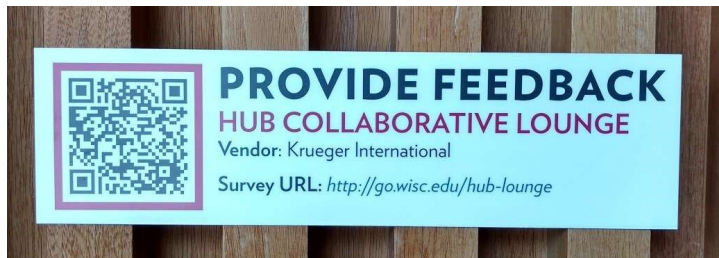 PROVIDE FEEDBACK
HUB COLLABORATIVE LOUNGE
Vendor: Krueger International
Survey URL: http://go.wisc.edu/hub-lounge